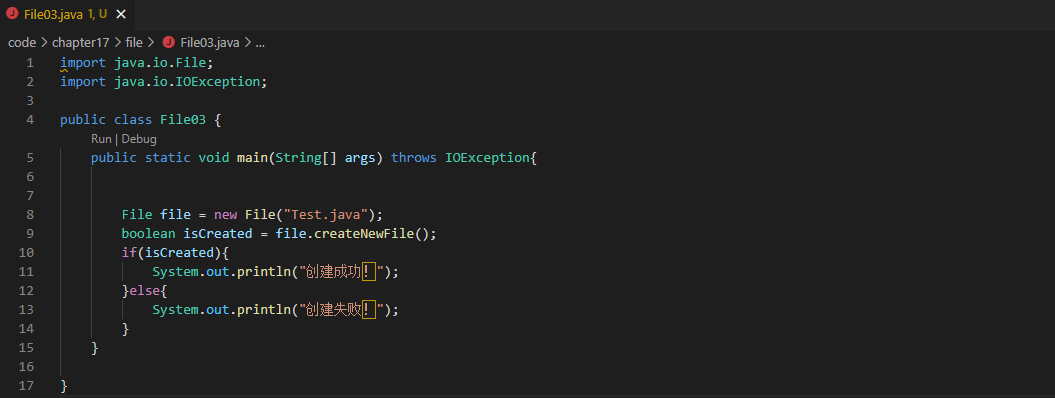 File03.java 1, U ×
code > chapter17 > file > File03.java > ...
1 import java.io.File;
2 import java.io.IOException;
3
4 public class File03 {
Run | Debug
5 public static void main(String[] args) throws IOException{
6
7
8 File file = new File("Test.java");
9 boolean isCreated = file.createNewFile();
10 if(isCreated){
11 System.out.println("创建成功！");
12 }else{
13 System.out.println("创建失败！");
14 }
15 }
16
17 }